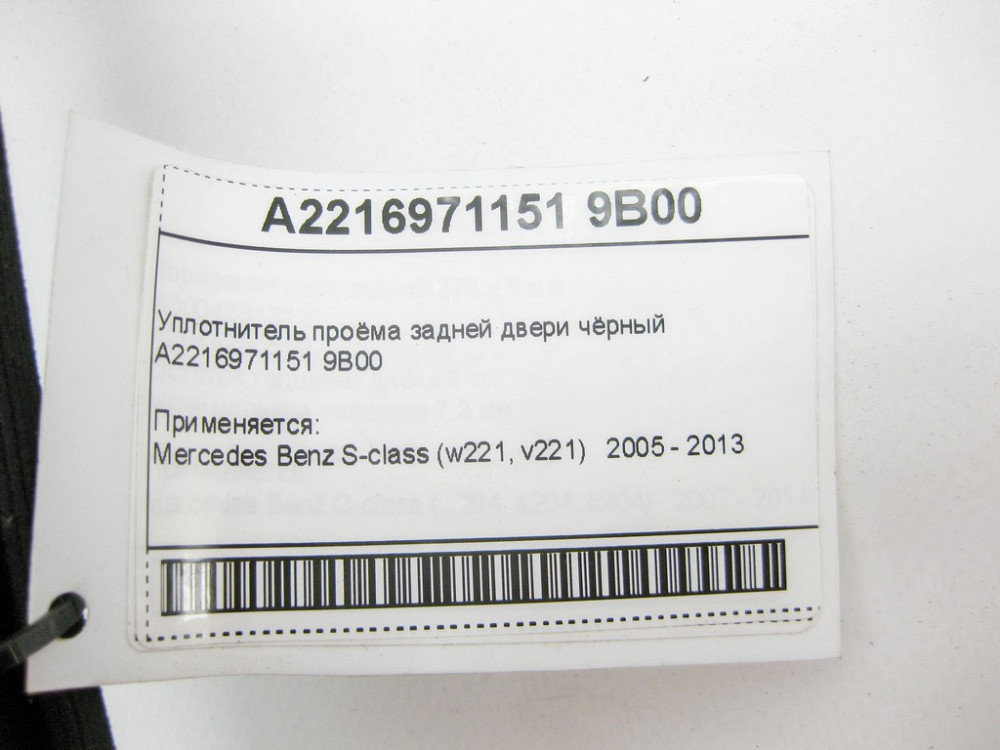 A2216971151 9B00
Уплотнитель проёма задней двери чёрный
A2216971151 9B00
Применяется:
Mercedes Benz S-class (w221, v221) 2005 - 2013